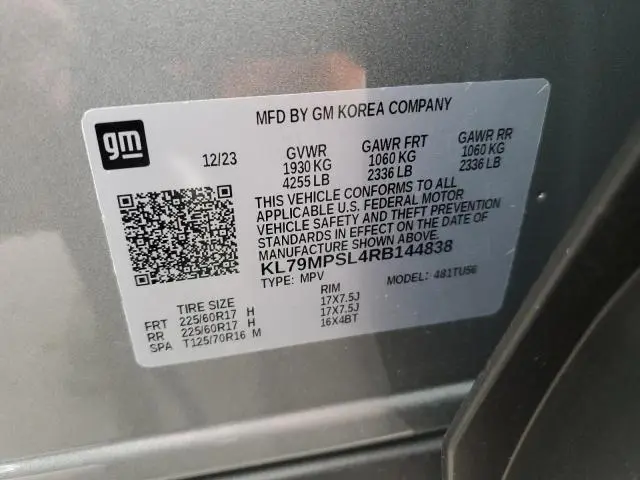 MFD BY GM KOREA COMPANY
gm
12/23
GVWR GAWR FRT GAWR RR
1930 KG 1060 KG 1060 KG
4255 LB 2336 LB 2336 LB
THIS VEHICLE CONFORMS TO ALL
APPLICABLE U.S. FEDERAL MOTOR
VEHICLE SAFETY AND THEFT PREVENTION
STANDARDS IN EFFECT ON THE DATE OF
MANUFACTURE SHOWN ABOVE.
KL79MPSL4RB144838
TYPE: MPV MODEL: 481TU56
TIRE SIZE RIM
FRT 225/60R17 H 17X7.5J
RR 225/60R17 H 17X7.5J
SPA T125/70R16 M 16X4BT